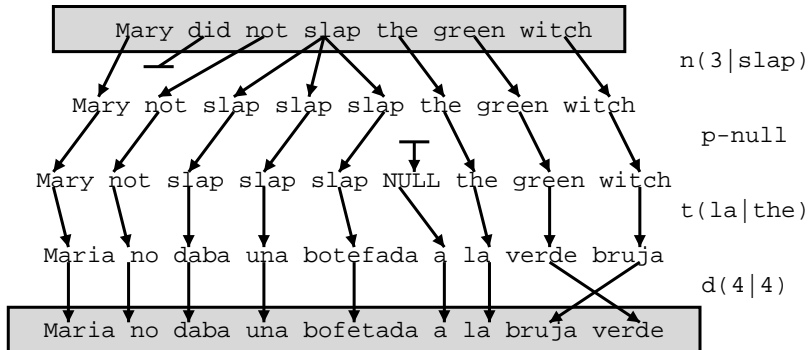 Mary did not slap the green witch
n(3|slap)
Mary not slap slap slap the green witch
p-null
Mary not slap slap slap NULL the green witch
t(la|the)
Maria no daba una botefada a la verde bruja
d(4|4)
Maria no daba una bofetada a la bruja verde